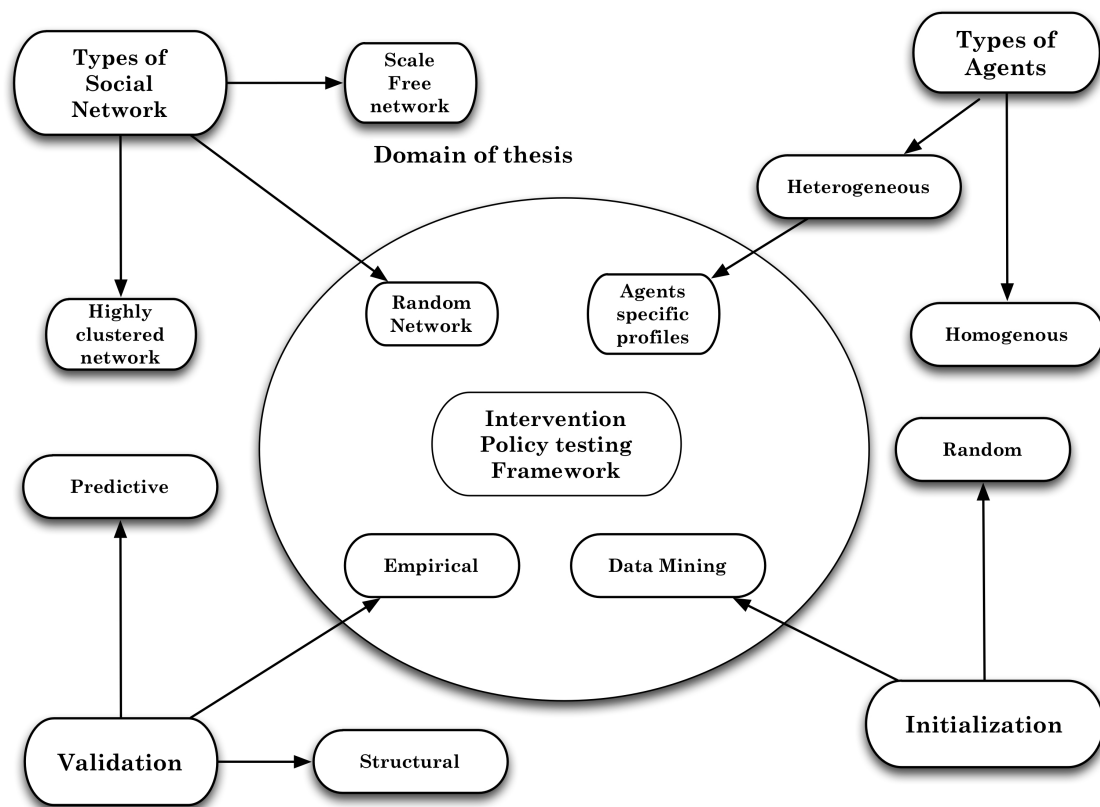 Types of
Social
Network
Scale
Free
network
Types of
Agents
Domain of thesis
Heterogeneous
Highly
clustered
network
Random
Network
Agents
specific
profiles
Homogenous
Intervention
Policy testing
Framework
Random
Predictive
Empirical
Data Mining
Validation
Structural
Initialization